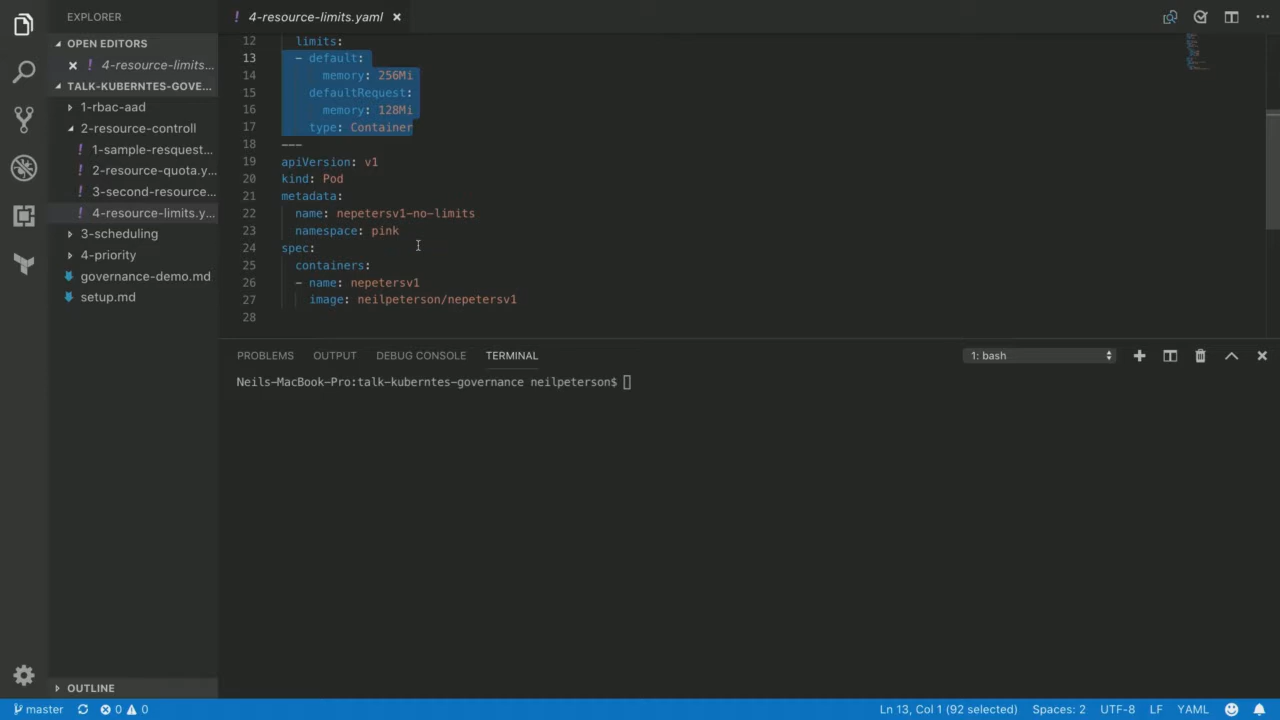 EXPLORER
OPEN EDITORS
! 4-resource-limits...
TALK-KUBERNTES-GOVE...
1-rbac-aad
2-resource-controll
! 1-sample-resquest...
! 2-resource-quota.y...
! 3-second-resource...
! 4-resource-limits.y...
3-scheduling
4-priority
governance-demo.md
setup.md
OUTLINE
! 4-resource-limits.yaml
12 limits:
13 - default:
14 memory: 256Mi
15 defaultRequest:
16 memory: 128Mi
17 type: Container
18 ---
19 apiVersion: v1
20 kind: Pod
21 metadata:
22 name: nepetersv1-no-limits
23 namespace: pink
24 spec:
25 containers:
26 - name: nepetersv1
27 image: neilpeterson/nepetersv1
28
PROBLEMS OUTPUT DEBUG CONSOLE TERMINAL 1: bash
Neils-MacBook-Pro:talk-kuberntes-governance neilpeterson$
master 0 0 Ln 13, Col 1 (92 selected) Spaces: 2 UTF-8 LF YAML